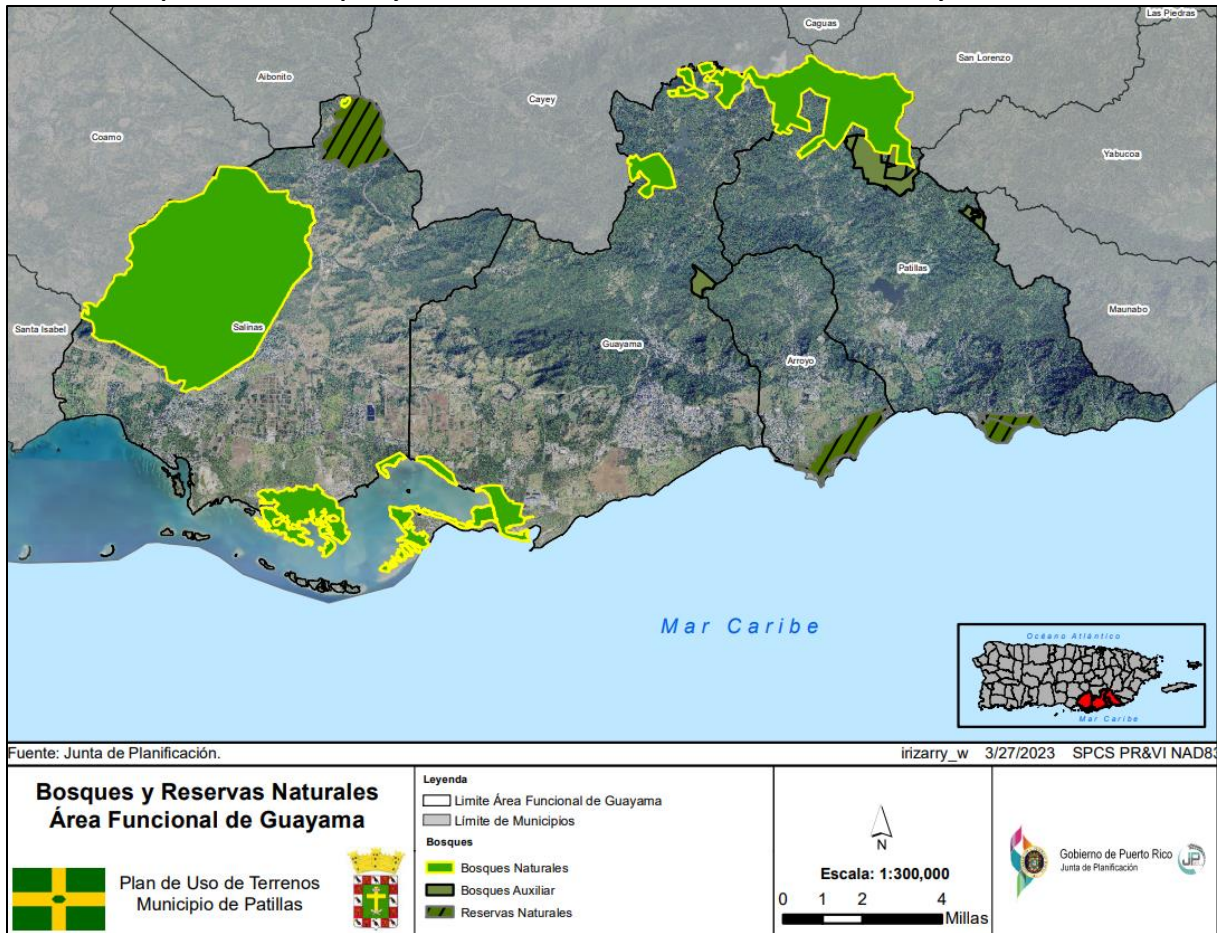 Las Piedras
Caguas
San Lorenzo
Aibonito
Cayey
Coamo
Yabucoa
Patillas
Maunabo
Santa Isabel
Salinas
Guayama
Arroyo
Mar Caribe
Océano Atlántico
Mar Caribe
Fuente: Junta de Planificación.
irizarry_w 3/27/2023 SPCS PR&VI NAD83
Bosques y Reservas Naturales
Área Funcional de Guayama
Plan de Uso de Terrenos
Municipio de Patillas
Leyenda
Limite Área Funcional de Guayama
Límite de Municipios
Bosques
Bosques Naturales
Bosques Auxiliar
Reservas Naturales
N
Escala: 1:300,000
0 1 2 4
Millas
Gobierno de Puerto Rico
Junta de Planificación
JP